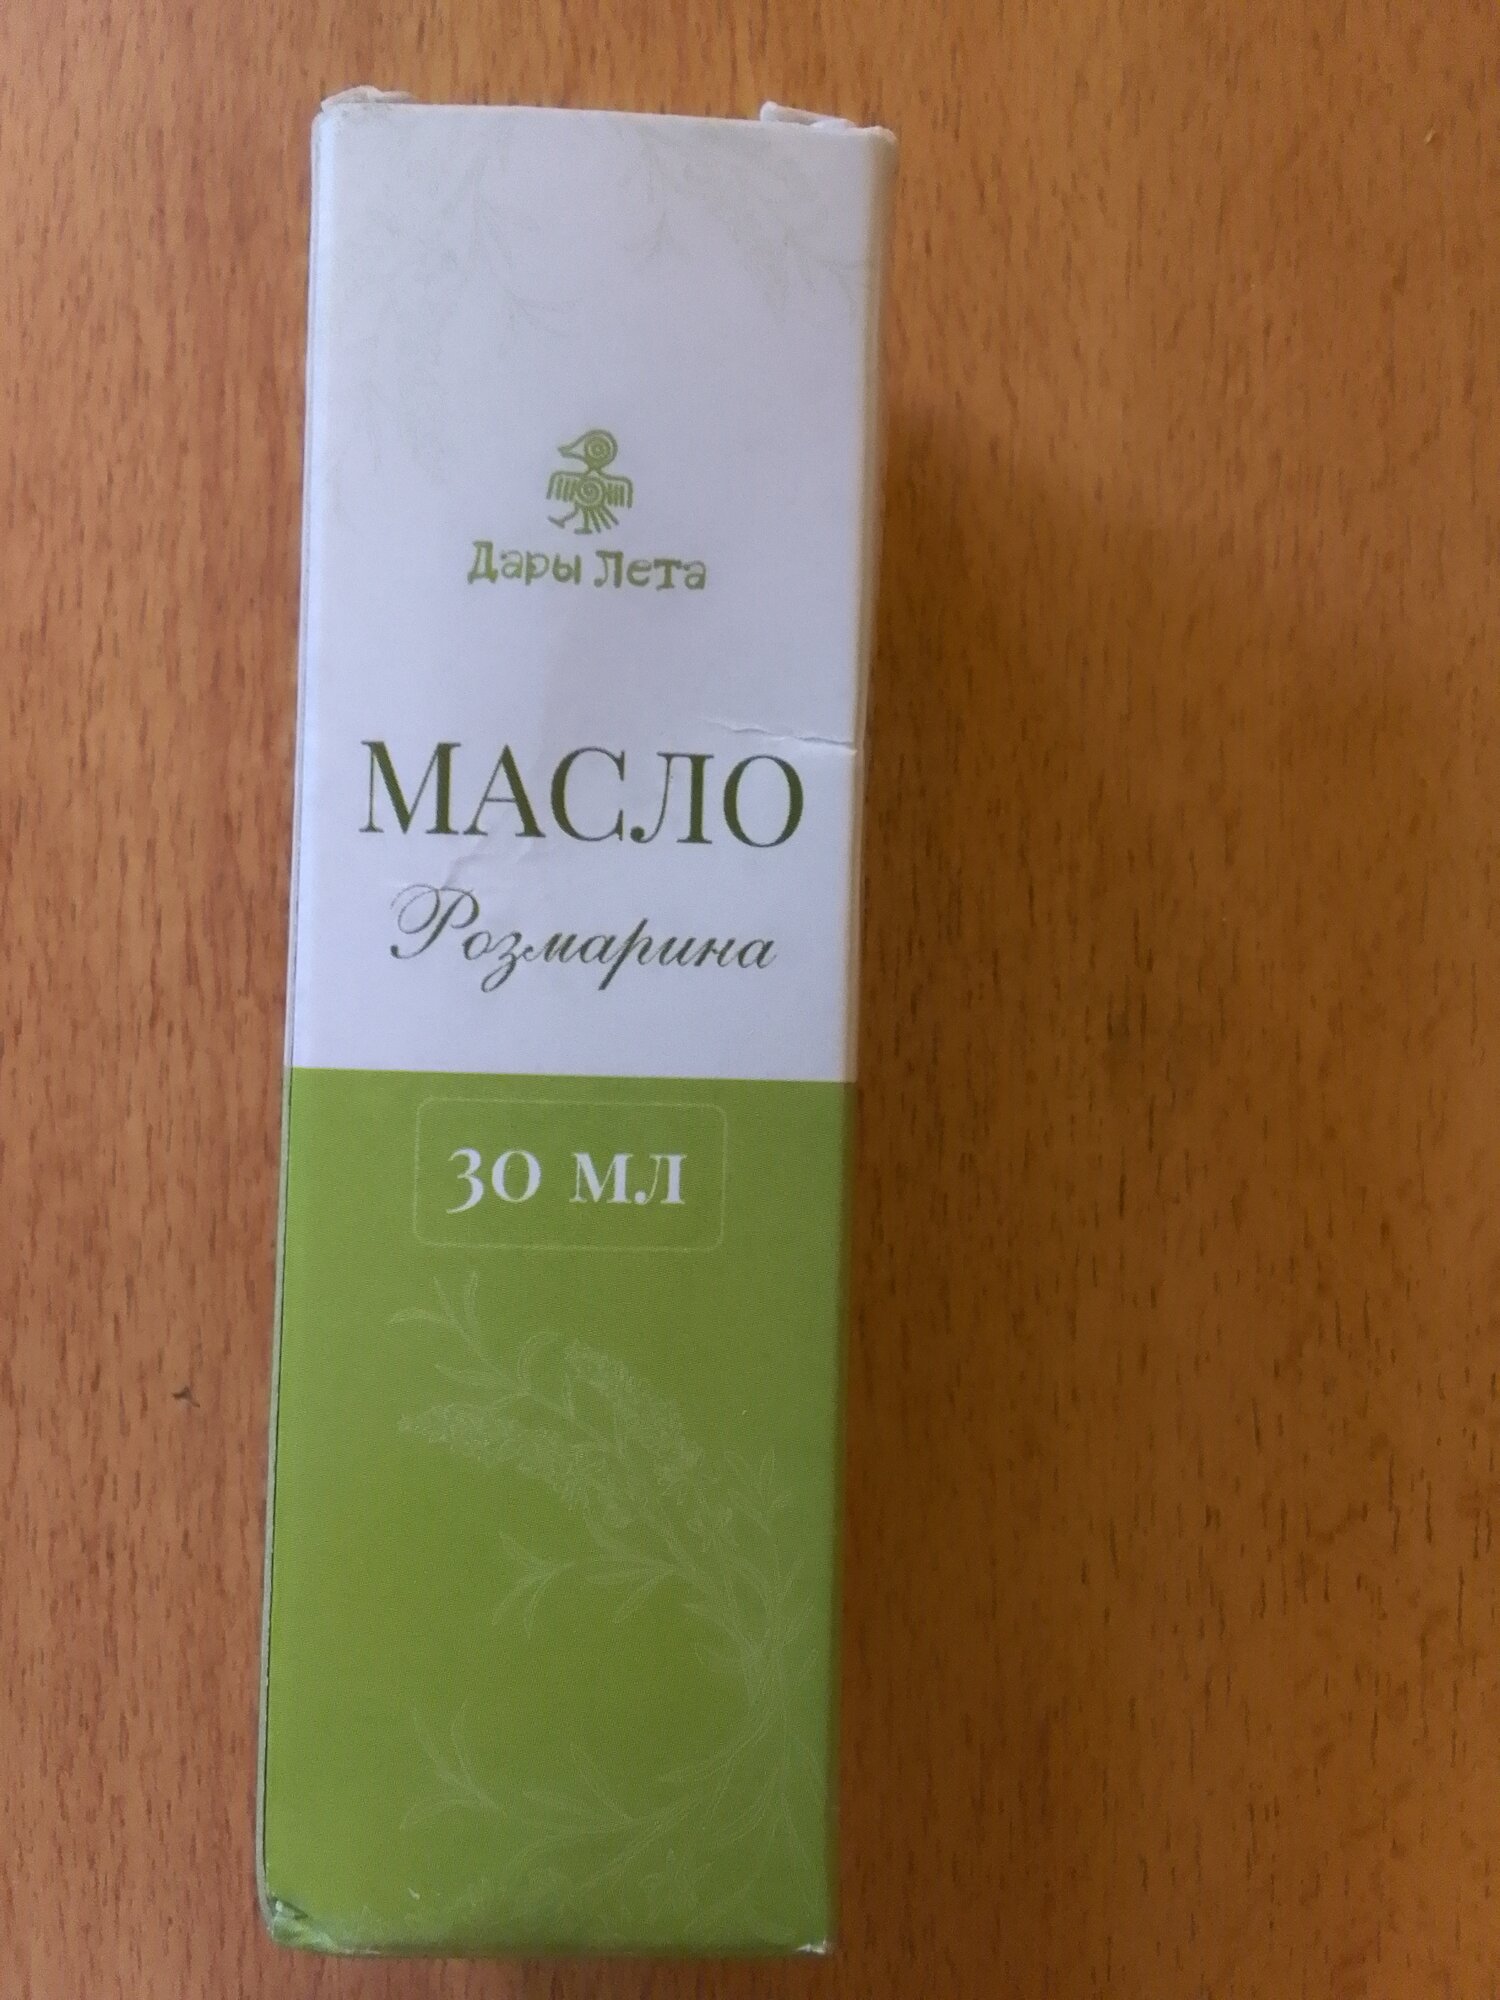 Дары Лета
МАСЛО
Розмарина
30 мл